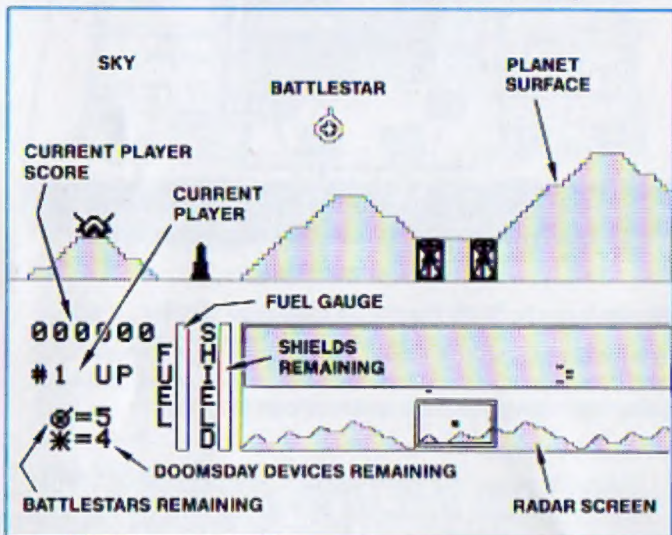 SKY
BATTLESTAR
PLANET
SURFACE
CURRENT PLAYER
SCORE
CURRENT
PLAYER
FUEL GAUGE
000000
#1 UP
FUEL
SHIELD
SHIELDS
REMAINING
=5
=4
DOOMSDAY DEVICES REMAINING
BATTLESTARS REMAINING
RADAR SCREEN